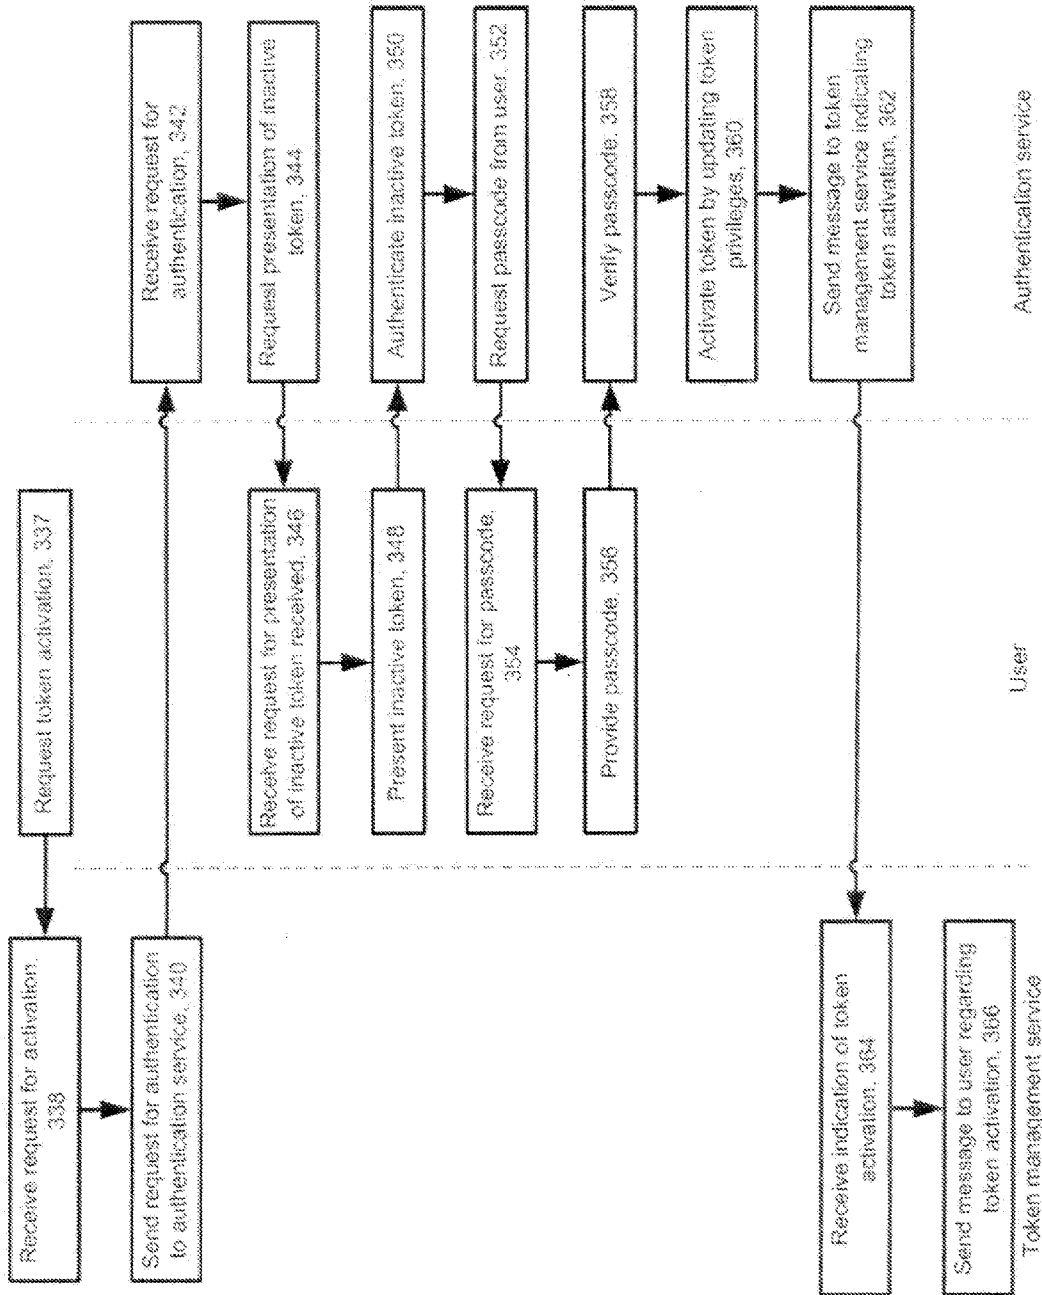 Request token activation, 337
Receive request for activation,
338
Send request for authentication
to authentication service, 340
Receive request for
authentication, 342
Request presentation of inactive
token, 344
Receive request for presentation
of inactive token received, 346
Present inactive token, 348
Authenticate inactive token, 350
Request passcode from user, 352
Receive request for passcode,
354
Provide passcode, 356
Verify passcode, 358
Activate token by updating token
privileges, 360
Send message to token
management service indicating
token activation, 362
Receive indication of token
activation, 364
Send message to user regarding
token activation, 366
Token management service
User
Authentication service